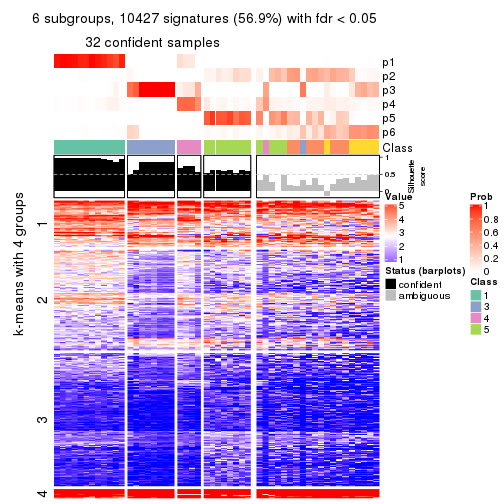 6 subgroups, 10427 signatures (56.9%) with fdr < 0.05
32 confident samples
p1
p2
p3
p4
p5
p6
Class
1
0.5
0
Silhouette
score
k-means with 4 groups
1
2
3
4
Value
5
4
3
2
1
Status (barplots)
confident
ambiguous
Prob
1
0.8
0.6
0.4
0.2
0
Class
1
3
4
5